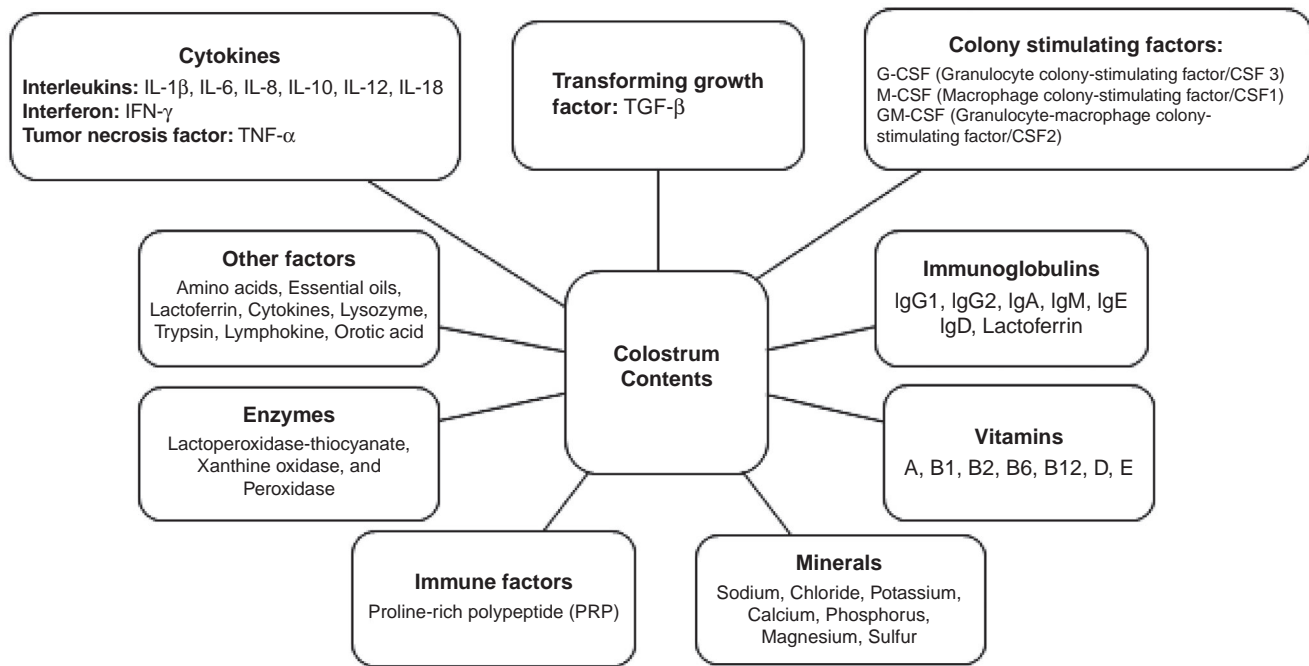 Cytokines
Interleukins: IL-1β, IL-6, IL-8, IL-10, IL-12, IL-18
Interferon: IFN-γ
Tumor necrosis factor: TNF-α
Transforming growth
factor: TGF-β
Colony stimulating factors:
G-CSF (Granulocyte colony-stimulating factor/CSF 3)
M-CSF (Macrophage colony-stimulating factor/CSF1)
GM-CSF (Granulocyte-macrophage colony-
stimulating factor/CSF2)
Other factors
Amino acids, Essential oils,
Lactoferrin, Cytokines, Lysozyme,
Trypsin, Lymphokine, Orotic acid
Colostrum
Contents
Immunoglobulins
IgG1, IgG2, IgA, IgM, IgE
IgD, Lactoferrin
Enzymes
Lactoperoxidase-thiocyanate,
Xanthine oxidase, and
Peroxidase
Vitamins
A, B1, B2, B6, B12, D, E
Immune factors
Proline-rich polypeptide (PRP)
Minerals
Sodium, Chloride, Potassium,
Calcium, Phosphorus,
Magnesium, Sulfur